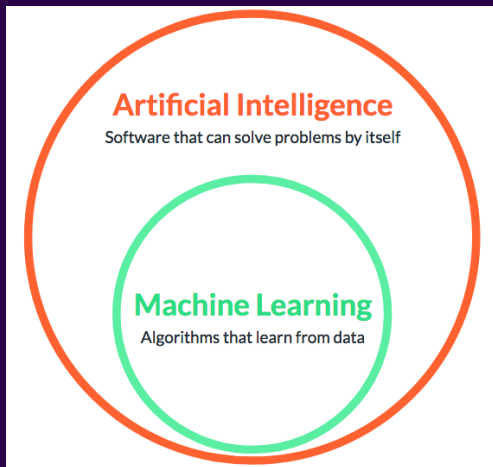 Artificial Intelligence
Software that can solve problems by itself
Machine Learning
Algorithms that learn from data